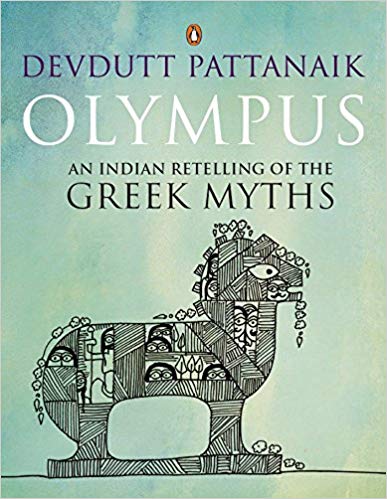 DEVDUTT PATTANAIK
OLYMPUS
AN INDIAN RETELLING OF THE
GREEK MYTHS